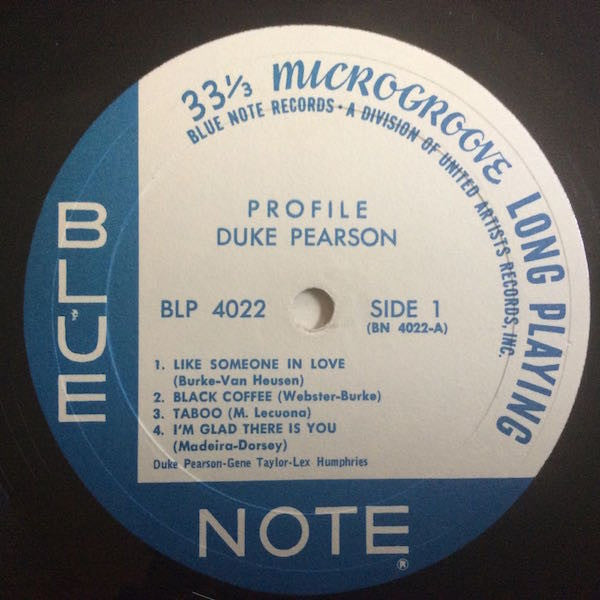 33⅓ MICROGROOVE LONG PLAYING
BLUE NOTE RECORDS · A DIVISION OF UNITED ARTISTS RECORDS, INC.
PROFILE
DUKE PEARSON
BLP 4022 SIDE 1
(BN 4022-A)
1. LIKE SOMEONE IN LOVE
(Burke-Van Heusen)
2. BLACK COFFEE (Webster-Burke)
3. TABOO (M. Lecuona)
4. I'M GLAD THERE IS YOU
(Madeira-Dorsey)
Duke Pearson-Gene Taylor-Lex Humphries
BLUE
NOTE
®